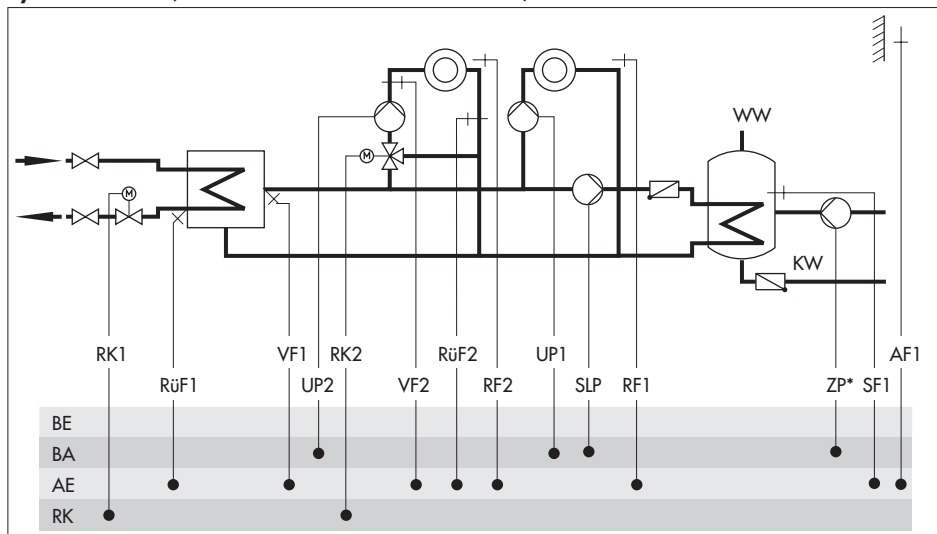 M
WW
M
M
KW
RK1 VF1 RK2 RüF2 UP1 AF1
RüF1 UP2 VF2 RF2 SLP RF1 ZP* SF1
BE
BA
AE
RK